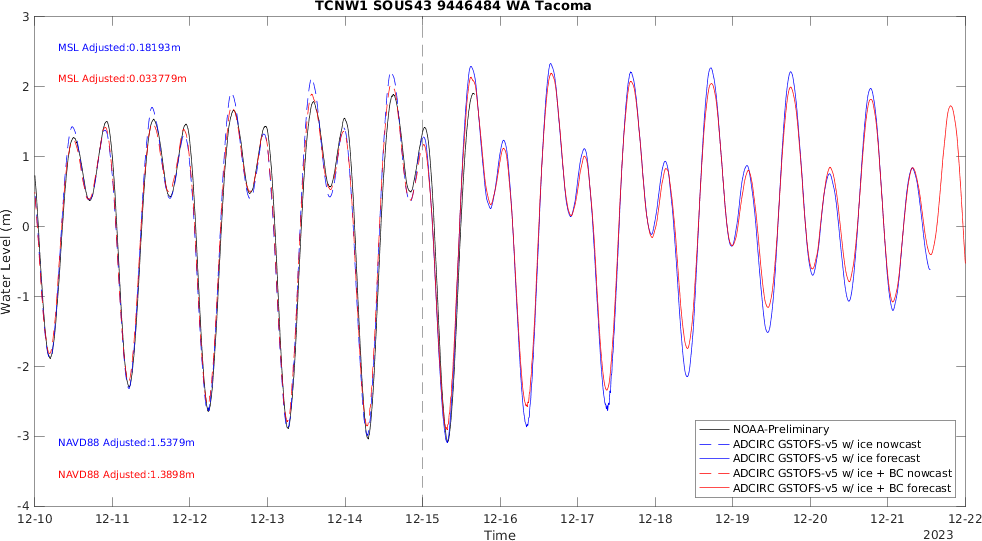 TCNW1 SOUS43 9446484 WA Tacoma
3
2
1
0
-1
-2
-3
-4
Water Level (m)
MSL Adjusted:0.18193m
MSL Adjusted:0.033779m
NAVD88 Adjusted:1.5379m
NAVD88 Adjusted:1.3898m
NOAA-Preliminary
ADCIRC GSTOFS-v5 w/ ice nowcast
ADCIRC GSTOFS-v5 w/ ice forecast
ADCIRC GSTOFS-v5 w/ ice + BC nowcast
ADCIRC GSTOFS-v5 w/ ice + BC forecast
12-10 12-11 12-12 12-13 12-14 12-15 12-16 12-17 12-18 12-19 12-20 12-21 12-22
Time
2023